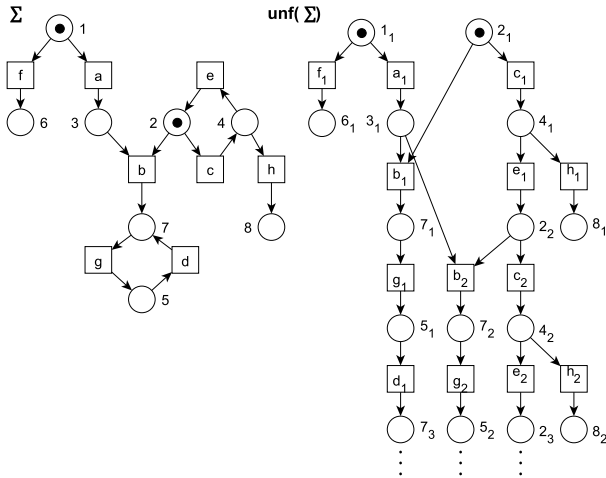 Σ
unf( Σ )
1
1₁
2₁
f
a
e
f₁
a₁
c₁
6
3
2
4
6₁
3₁
4₁
b
c
h
b₁
e₁
h₁
7
8
7₁
2₂
8₁
g
d
g₁
b₂
c₂
5
5₁
7₂
4₂
d₁
g₂
e₂
h₂
7₃
5₂
2₃
8₂